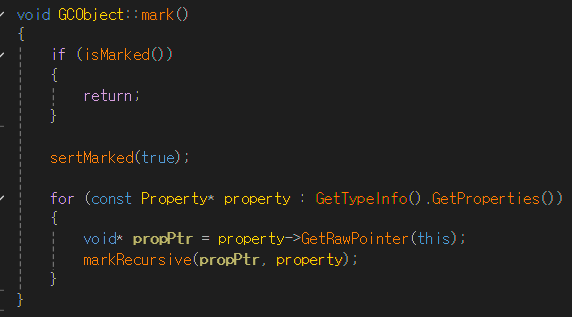 void GCObject::mark()
{
if (isMarked())
{
return;
}
sertMarked(true);
for (const Property* property : GetTypeInfo().GetProperties())
{
void* propPtr = property->GetRawPointer(this);
markRecursive(propPtr, property);
}
}